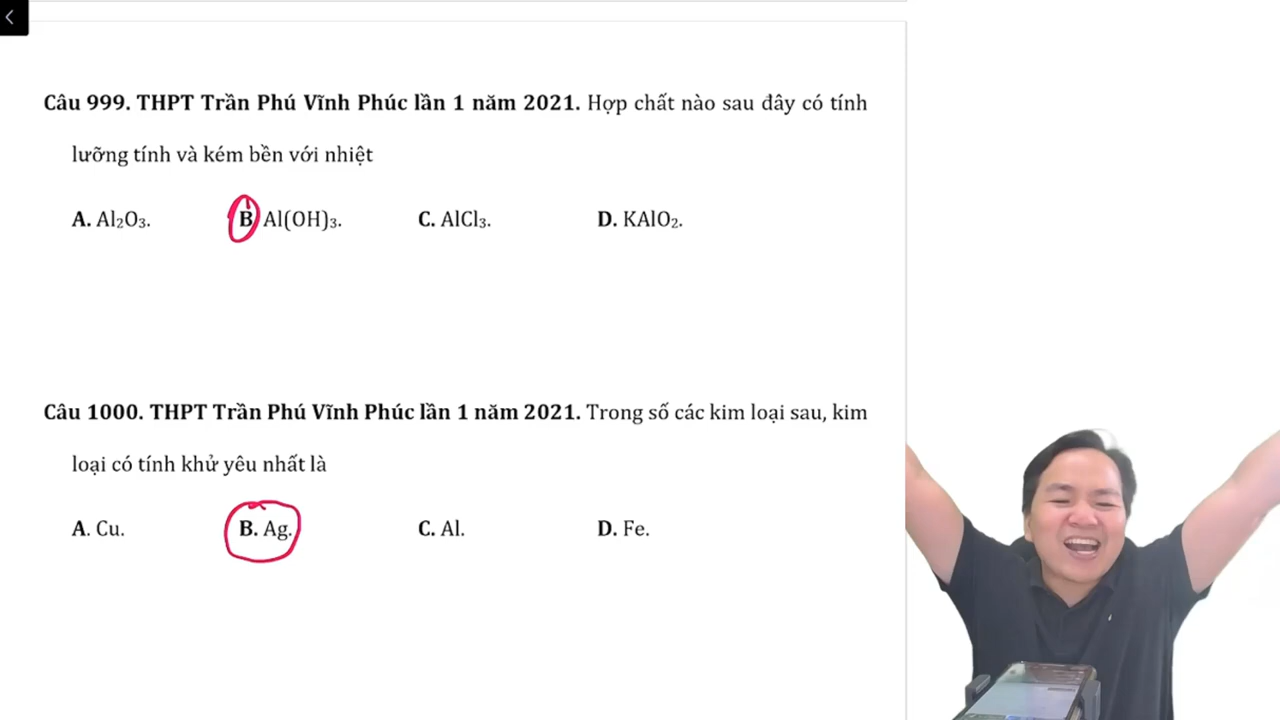 Câu 999. THPT Trần Phú Vĩnh Phúc lần 1 năm 2021. Hợp chất nào sau đây có tính
lưỡng tính và kém bền với nhiệt
A. Al₂O₃. B. Al(OH)₃. C. AlCl₃. D. KAlO₂.
Câu 1000. THPT Trần Phú Vĩnh Phúc lần 1 năm 2021. Trong số các kim loại sau, kim
loại có tính khử yêu nhất là
A. Cu. B. Ag. C. Al. D. Fe.